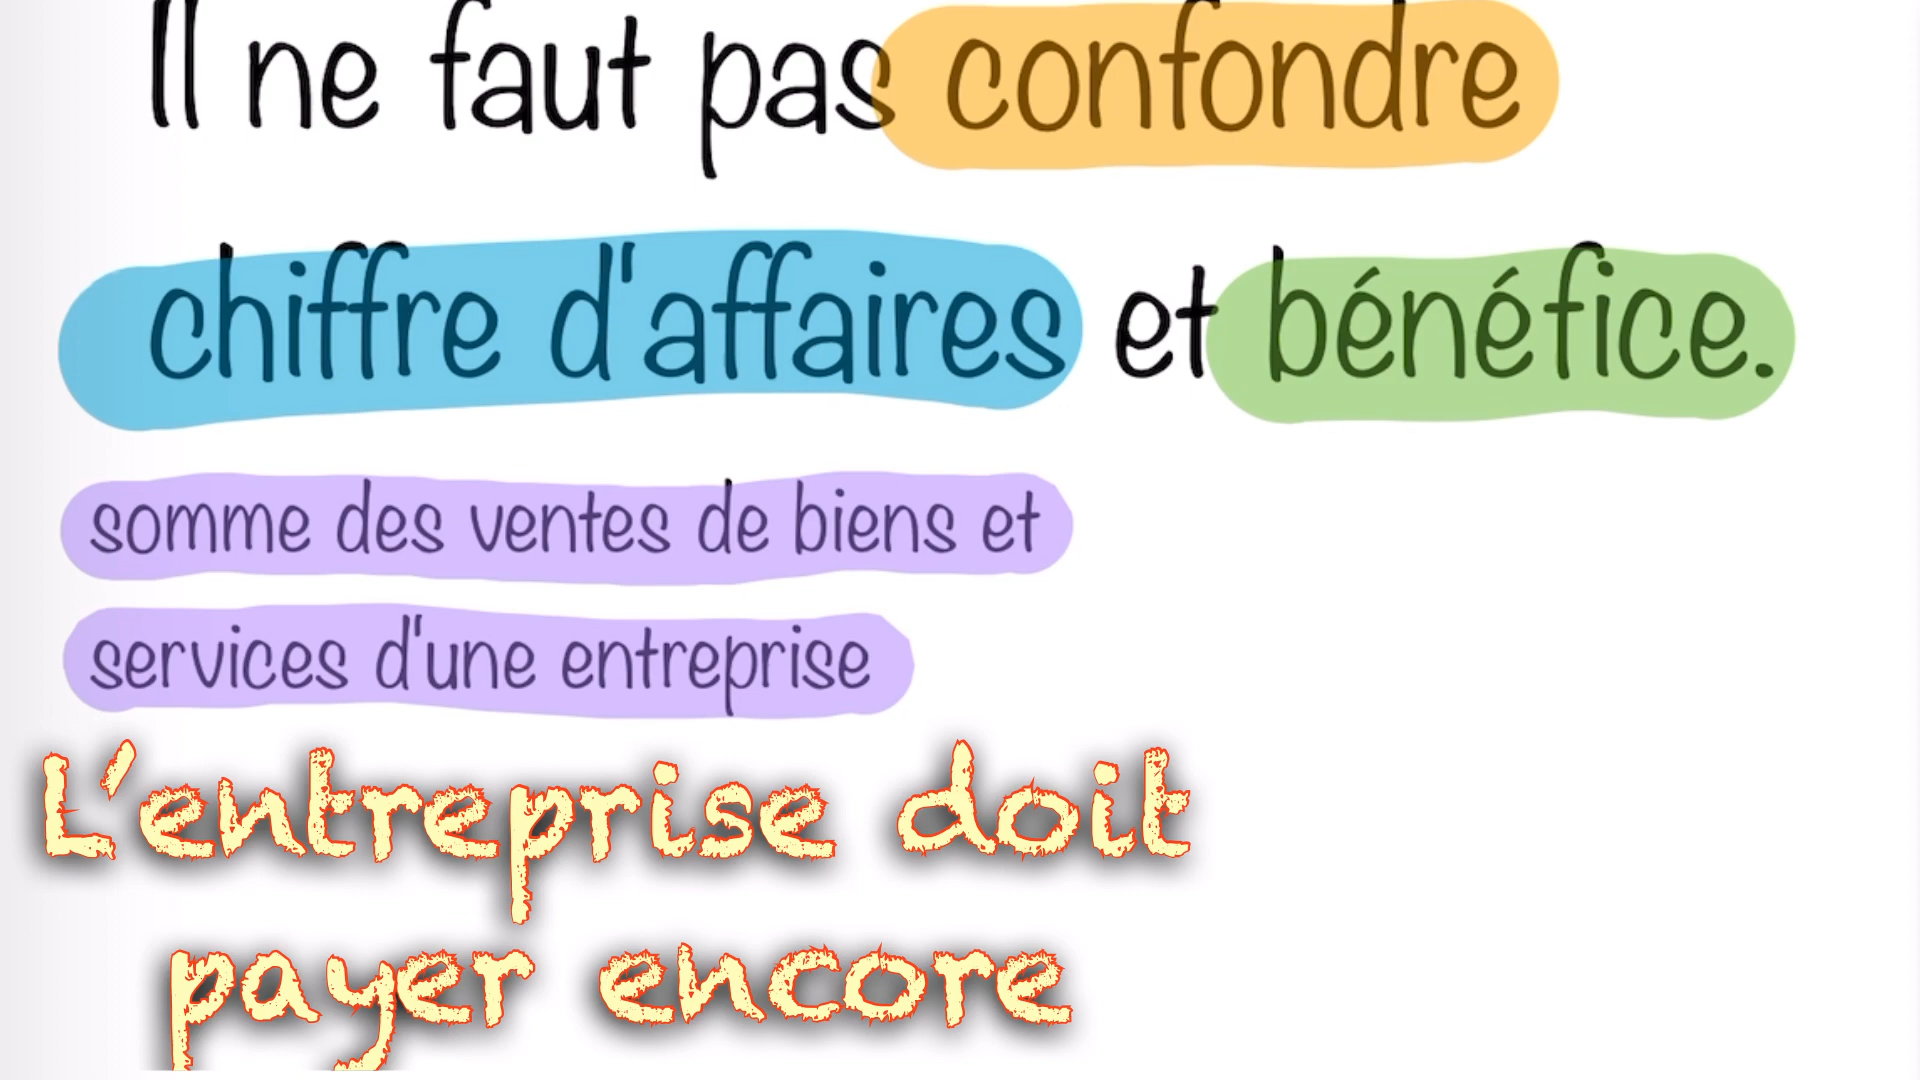 Il ne faut pas confondre
chiffre d'affaires et bénéfice.
somme des ventes de biens et
services d'une entreprise
L'entreprise doit
payer encore